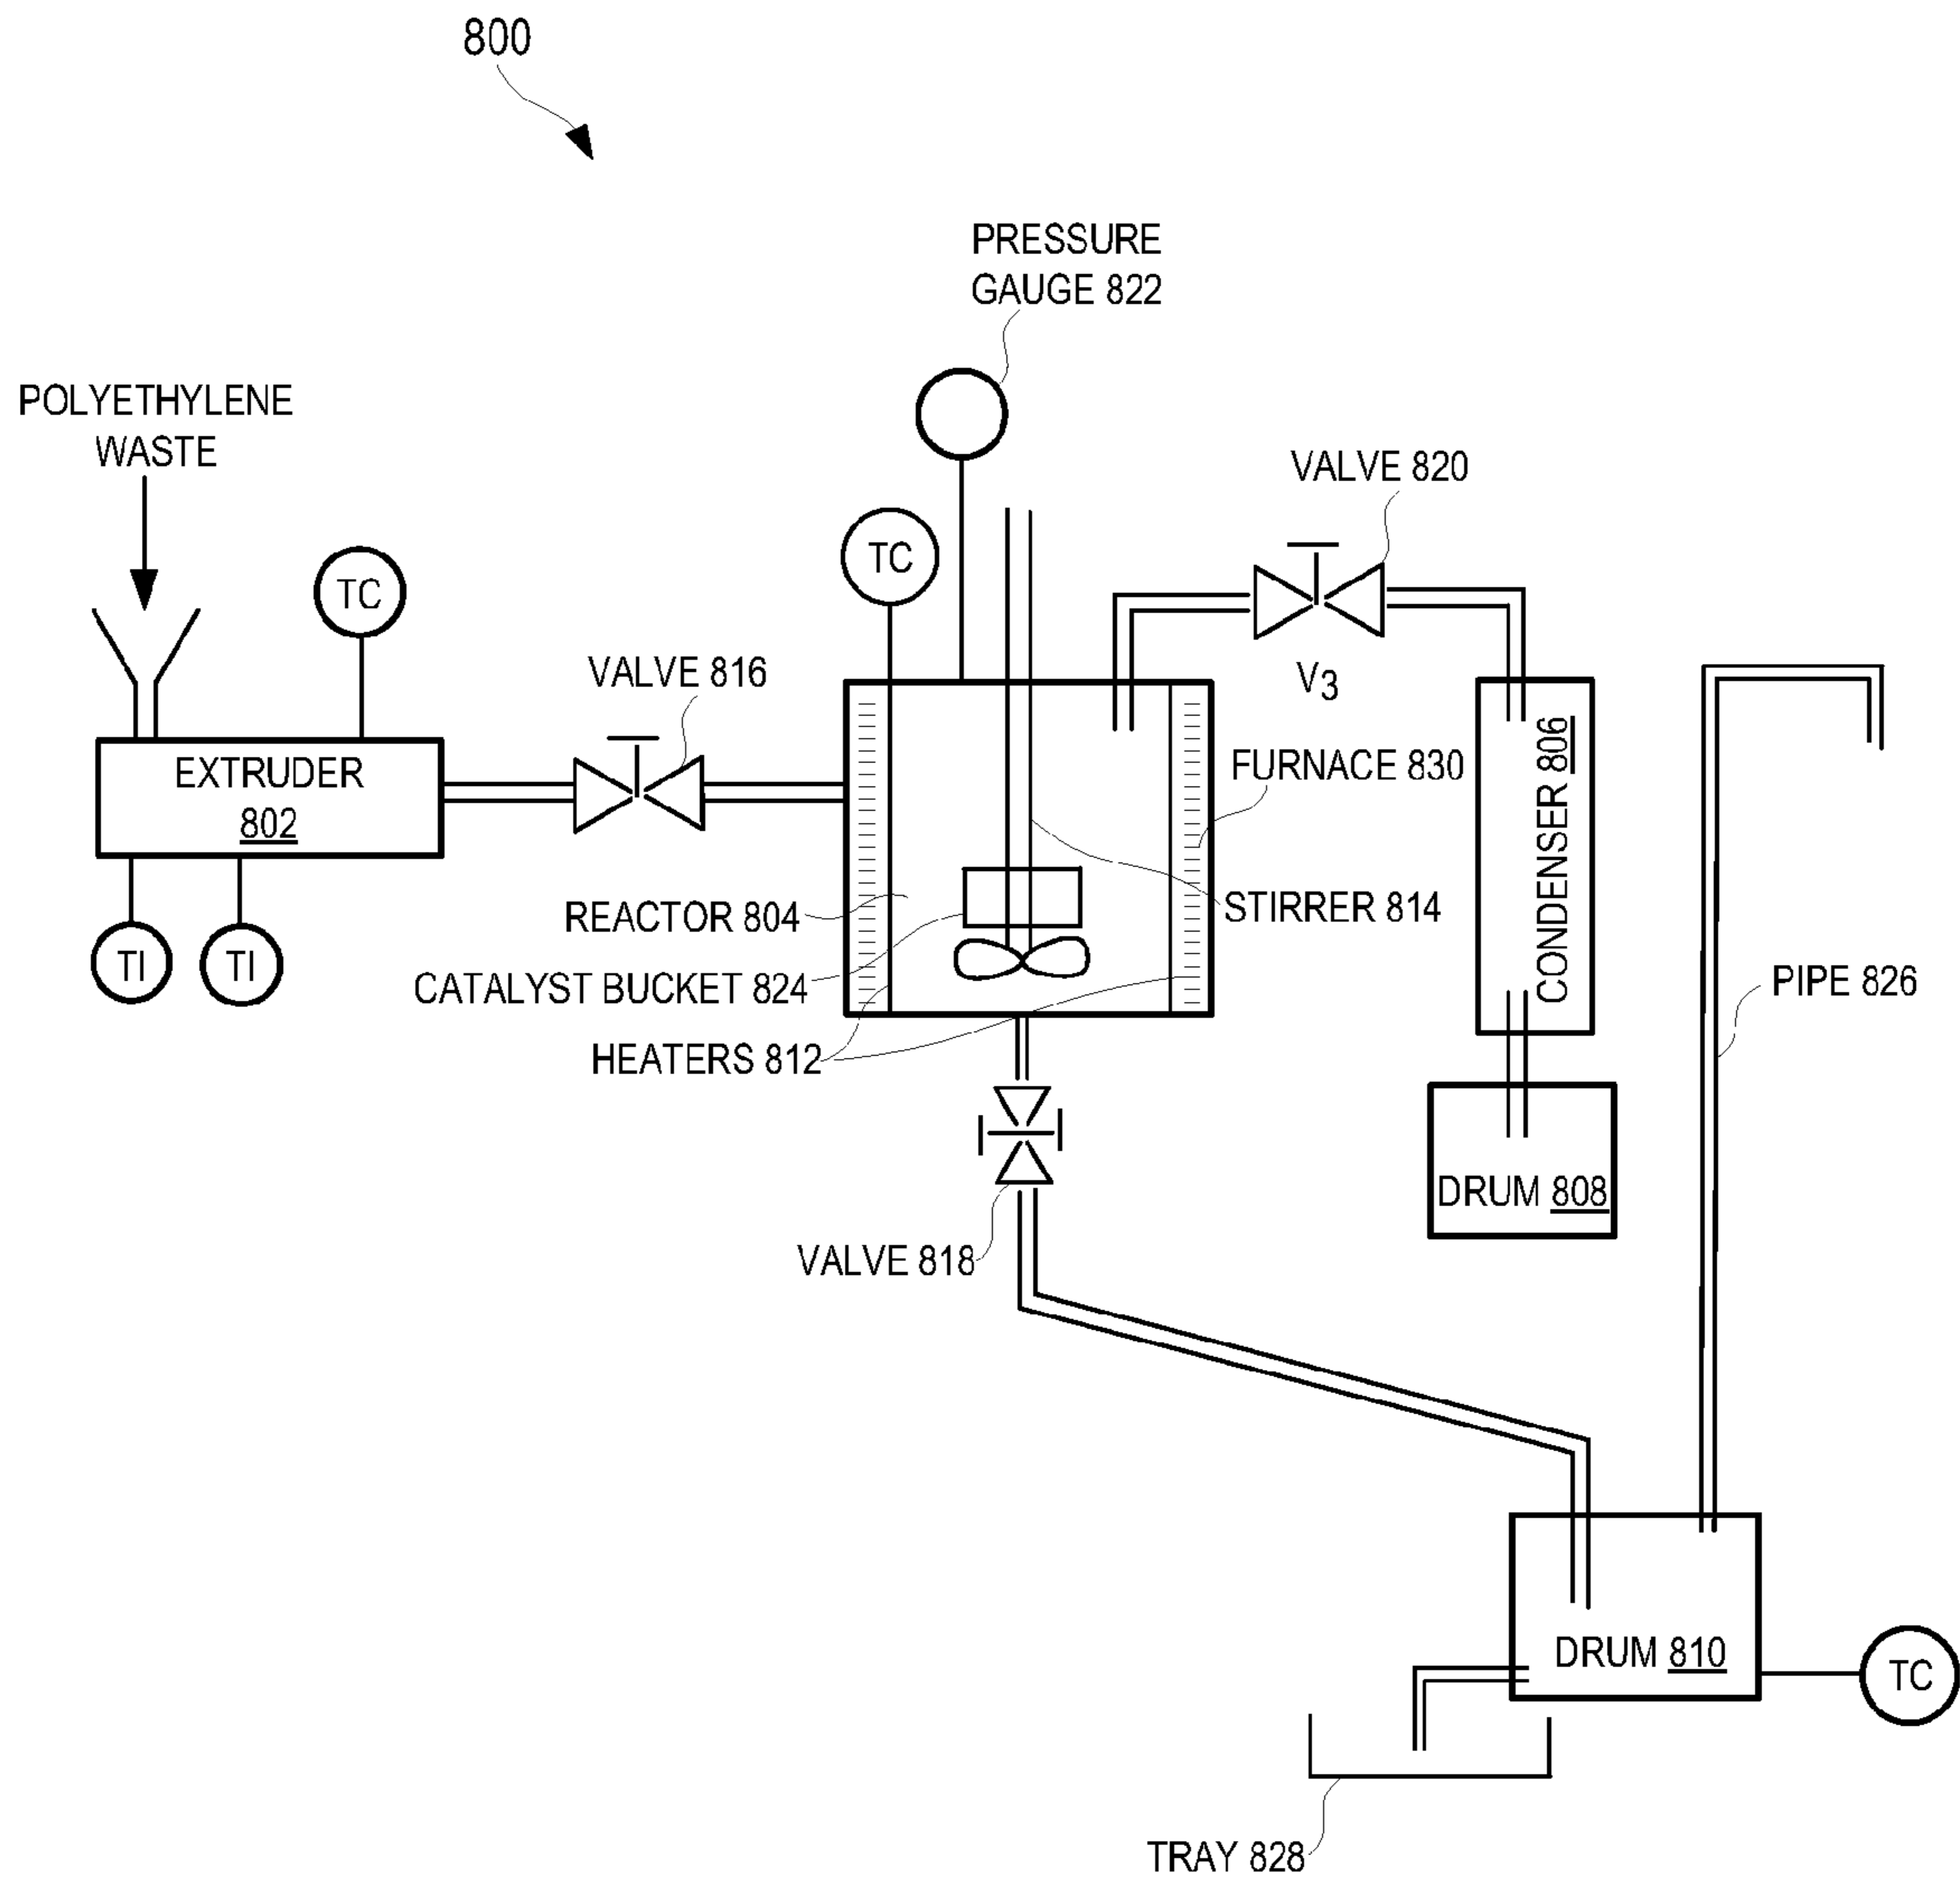 800
PRESSURE
GAUGE 822
POLYETHYLENE
WASTE
VALVE 820
TC
TC
VALVE 816
V3
EXTRUDER
802
FURNACE 830
CONDENSER 806
REACTOR 804
STIRRER 814
TI
TI
CATALYST BUCKET 824
PIPE 826
HEATERS 812
DRUM 808
VALVE 818
DRUM 810
TC
TRAY 828